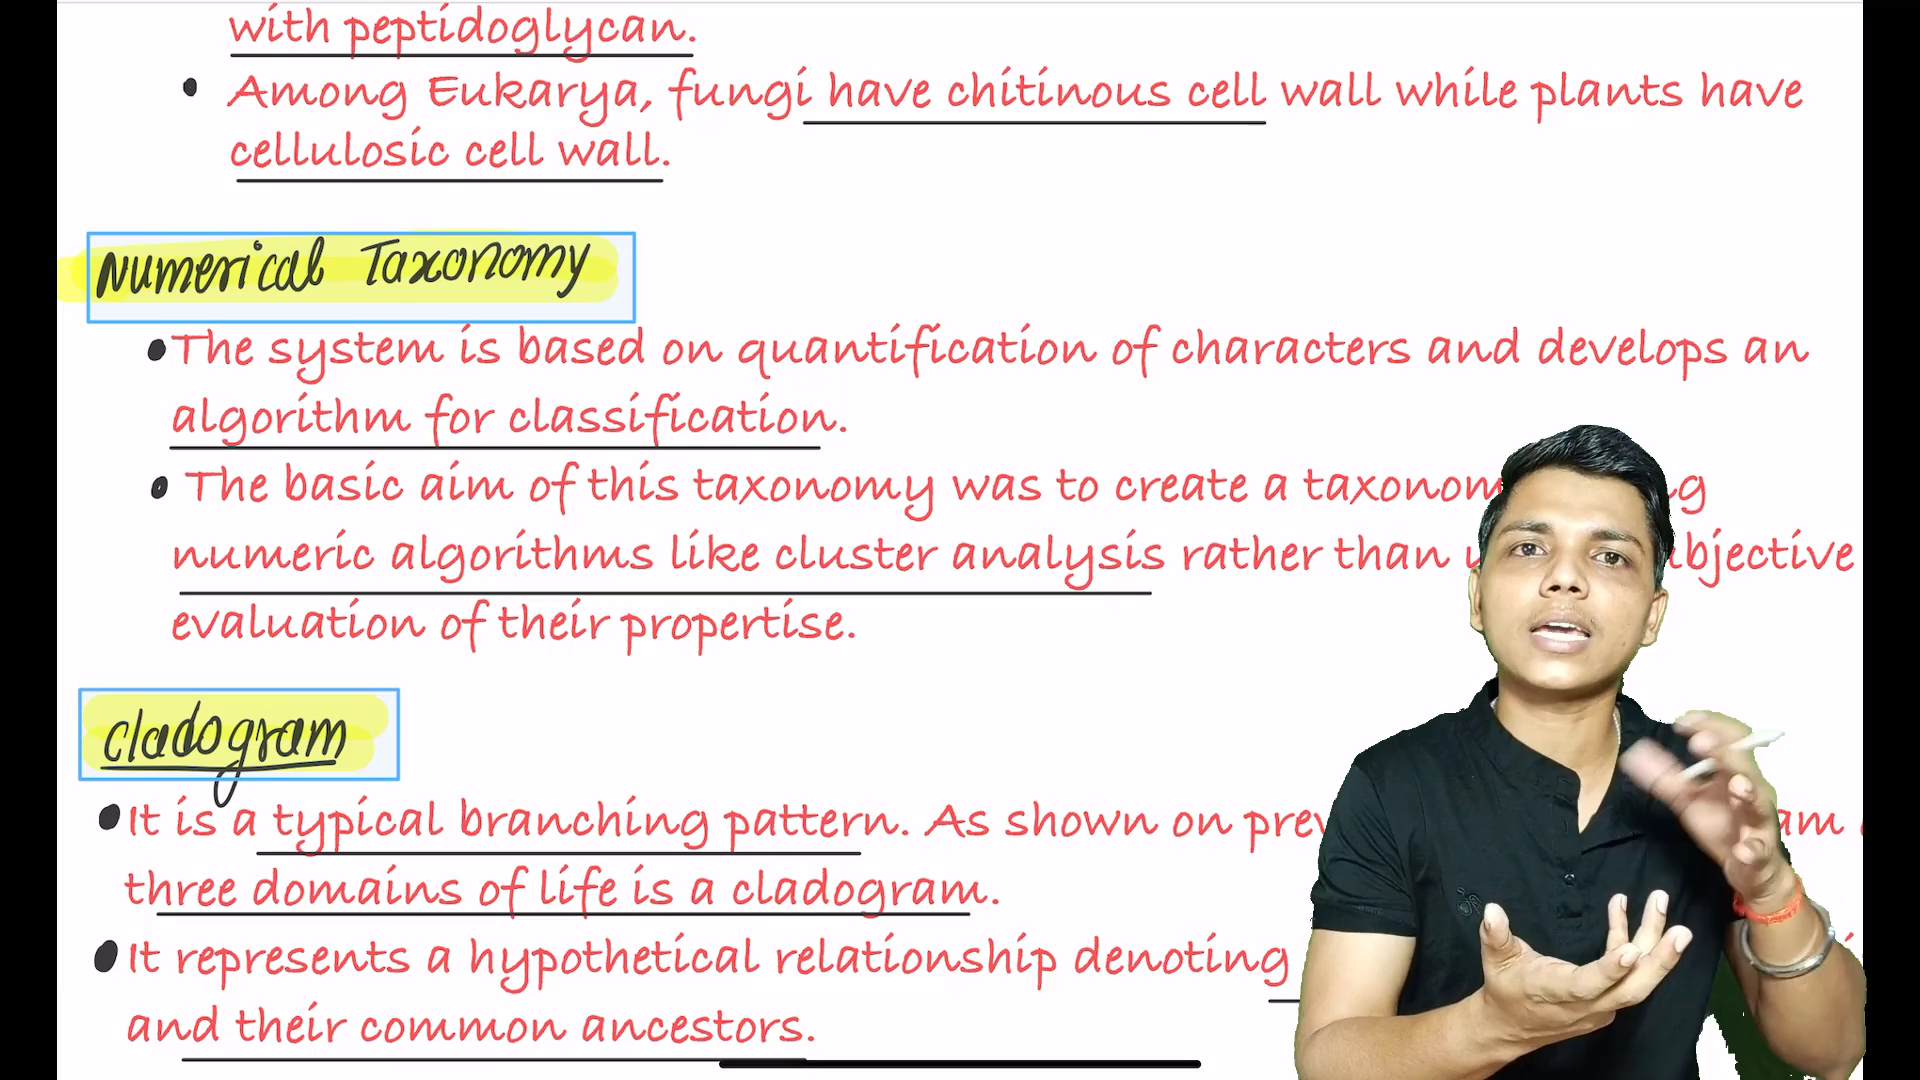 with peptidoglycan.
• Among Eukarya, fungi have chitinous cell wall while plants have
cellulosic cell wall.
Numerical Taxonomy
• The system is based on quantification of characters and develops an
algorithm for classification.
• The basic aim of this taxonomy was to create a
numeric algorithms like cluster analysis rather than
evaluation of their propertise.
Cladogram
• It is a typical branching pattern. As shown on
three domains of life is a cladogram.
• It represents a hypothetical relationship denoting
and their common ancestors.